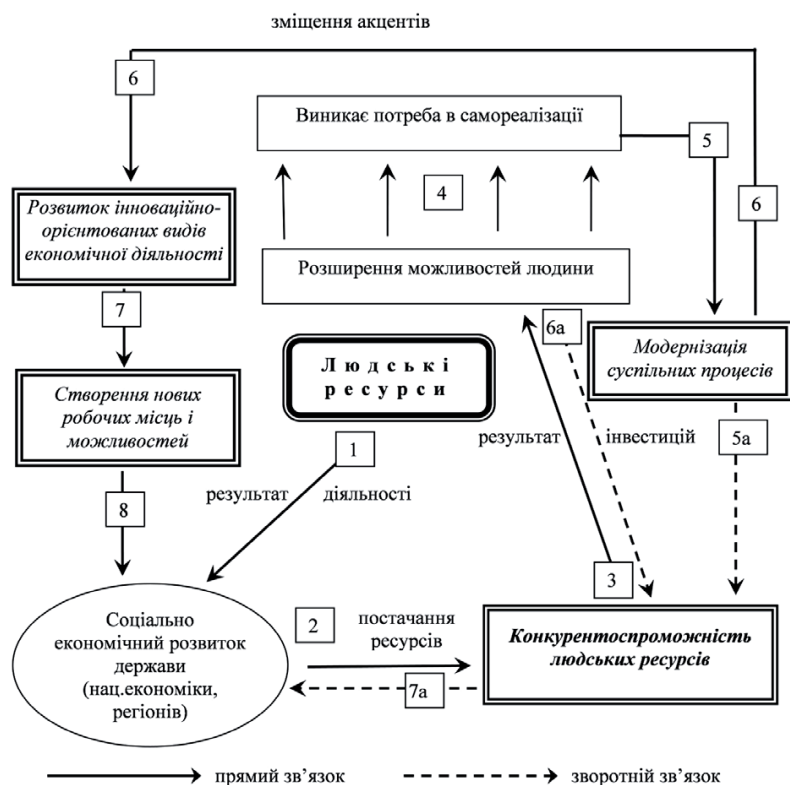 зміщення акцентів
6
Виникає потреба в самореалізації
5
4
6
Розвиток інноваційно-
орієнтованих видів
економічної діяльності
Розширення можливостей людини
7
6а
Модернізація
суспільних процесів
Людські
ресурси
Створення нових
робочих місць і
можливостей
результат
інвестицій
5а
1
результат
діяльності
8
3
Соціально
економічний розвиток
держави
(нац.економіки,
регіонів)
2
постачання
ресурсів
Конкурентоспроможність
людських ресурсів
7а
прямий зв’язок
зворотній зв’язок